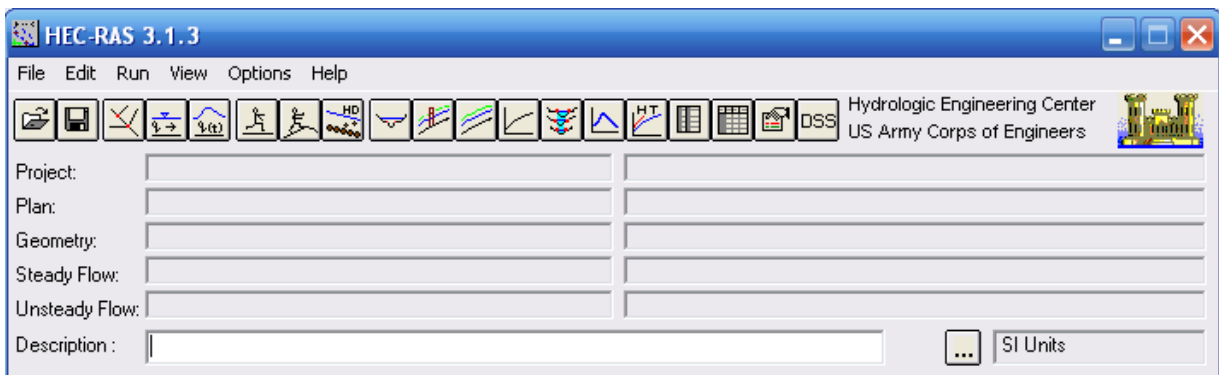 HEC-RAS 3.1.3
File Edit Run View Options Help
HD
HT
DSS
Hydrologic Engineering Center
US Army Corps of Engineers
Project:
Plan:
Geometry:
Steady Flow:
Unsteady Flow:
Description :
...
SI Units